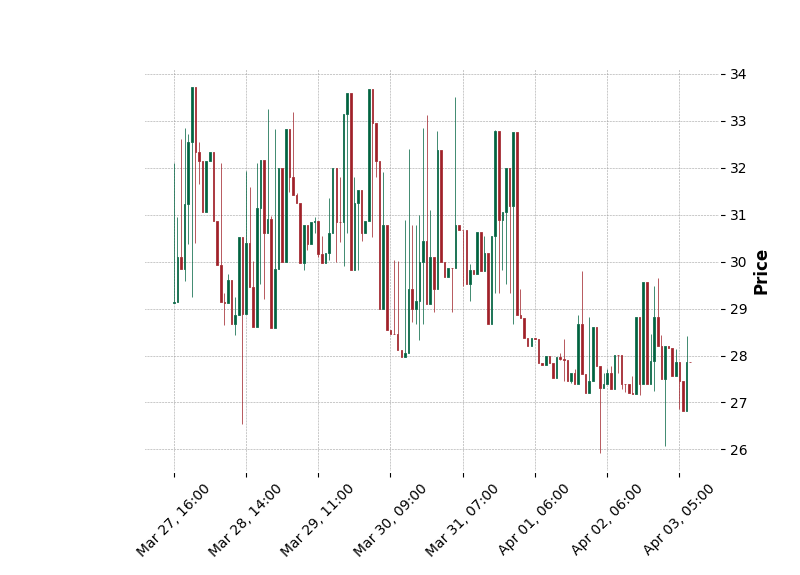 34
33
32
31
30
29
28
27
26
Price
Mar 27, 16:00
Mar 28, 14:00
Mar 29, 11:00
Mar 30, 09:00
Mar 31, 07:00
Apr 01, 06:00
Apr 02, 06:00
Apr 03, 05:00